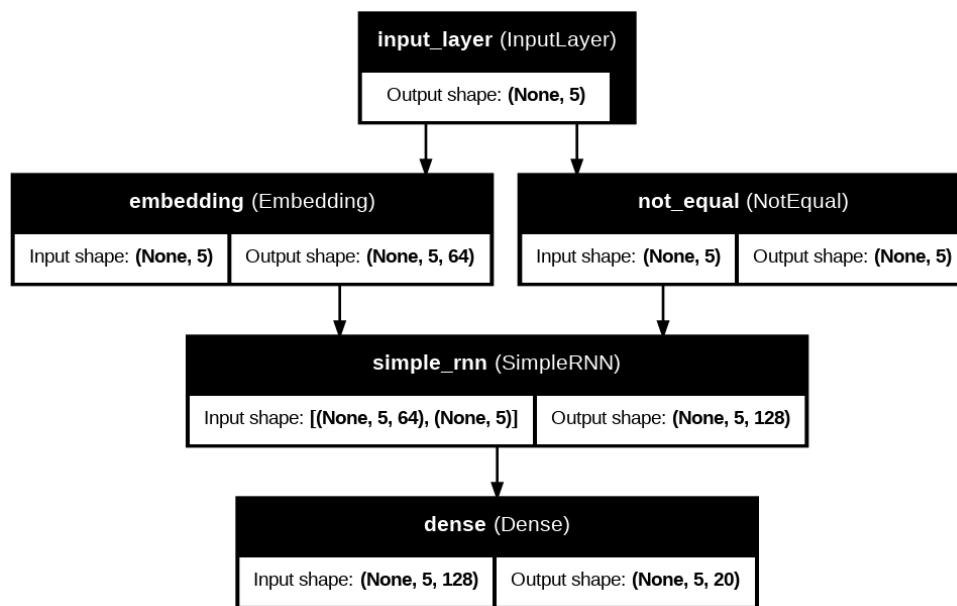 input_layer (InputLayer)
Output shape: (None, 5)
embedding (Embedding)
Input shape: (None, 5)
Output shape: (None, 5, 64)
not_equal (NotEqual)
Input shape: (None, 5)
Output shape: (None, 5)
simple_rnn (SimpleRNN)
Input shape: [(None, 5, 64), (None, 5)]
Output shape: (None, 5, 128)
dense (Dense)
Input shape: (None, 5, 128)
Output shape: (None, 5, 20)